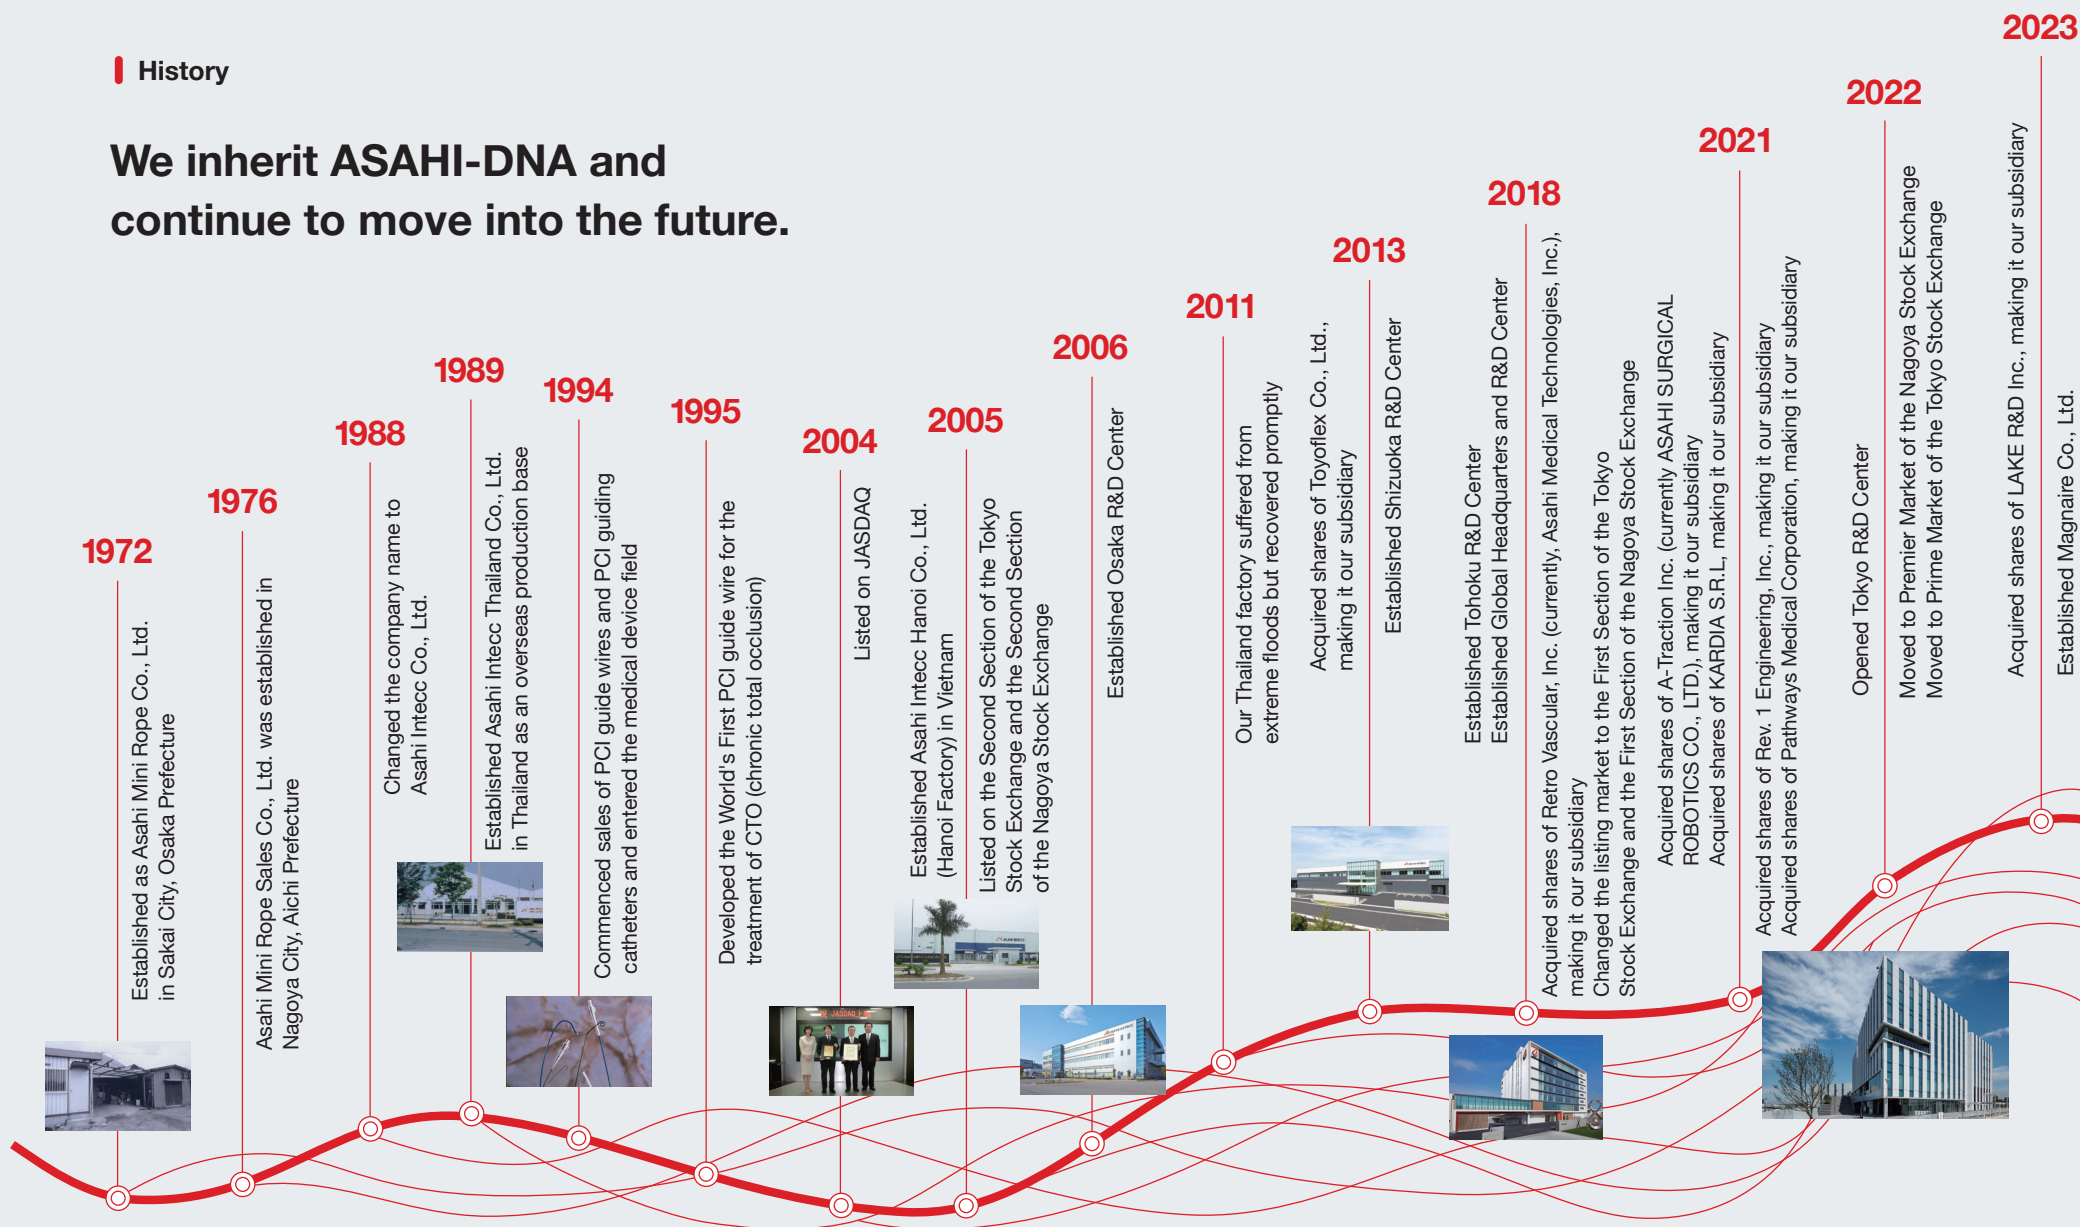 History
We inherit ASAHI-DNA and
continue to move into the future.
1972
Established as Asahi Mini Rope Co., Ltd.
in Sakai City, Osaka Prefecture
1976
Asahi Mini Rope Sales Co., Ltd. was established in
Nagoya City, Aichi Prefecture
1988
Changed the company name to
Asahi Intecc Co., Ltd.
1989
Established Asahi Intecc Thailand Co., Ltd.
in Thailand as an overseas production base
1994
Commenced sales of PCI guide wires and PCI guiding
catheters and entered the medical device field
1995
Developed the World's First PCI guide wire for the
treatment of CTO (chronic total occlusion)
2004
Listed on JASDAQ
2005
Established Asahi Intecc Hanoi Co., Ltd.
(Hanoi Factory) in Vietnam
Listed on the Second Section of the Tokyo
Stock Exchange and the Second Section
of the Nagoya Stock Exchange
2006
Established Osaka R&D Center
2011
Our Thailand factory suffered from
extreme floods but recovered promptly
2013
Acquired shares of Toyoflex Co., Ltd.,
making it our subsidiary
Established Shizuoka R&D Center
2018
Established Tohoku R&D Center
Established Global Headquarters and R&D Center
Acquired shares of Retro Vascular, Inc. (currently, Asahi Medical Technologies, Inc.),
making it our subsidiary
Changed the listing market to the First Section of the Tokyo
Stock Exchange and the First Section of the Nagoya Stock Exchange
2021
Acquired shares of A-Traction Inc. (currently ASAHI SURGICAL
ROBOTICS CO., LTD.), making it our subsidiary
Acquired shares of KARDIA S.R.L, making it our subsidiary
Acquired shares of Rev. 1 Engineering, Inc., making it our subsidiary
Acquired shares of Pathways Medical Corporation, making it our subsidiary
2022
Opened Tokyo R&D Center
Moved to Premier Market of the Nagoya Stock Exchange
Moved to Prime Market of the Tokyo Stock Exchange
2023
Acquired shares of LAKE R&D Inc., making it our subsidiary
Established Magnaire Co., Ltd.
JASDAQ